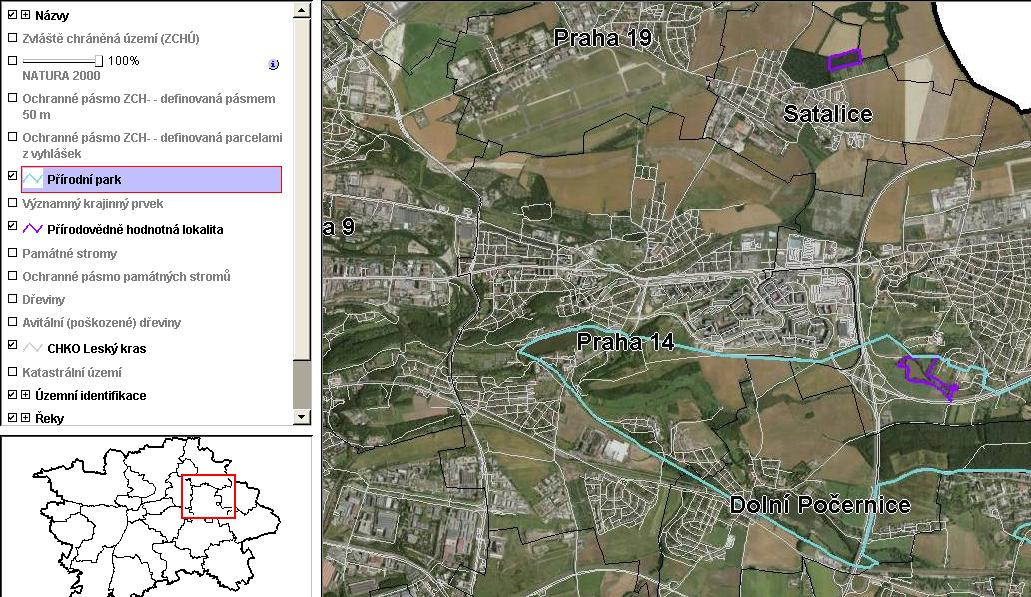 Názvy
Zvláště chráněná území (ZCHÚ)
100%
NATURA 2000
Ochranné pásmo ZCH- - definovaná pásmem
50 m
Ochranné pásmo ZCH- - definovaná parcelami
z vyhlášek
Přírodní park
Významný krajinný prvek
Přírodovědně hodnotná lokalita
Památné stromy
Ochranné pásmo památných stromů
Dřeviny
Avitální (poškozené) dřeviny
CHKO Leský kras
Katastrální území
Územní identifikace
Řeky
Praha 19
Satalice
a 9
Praha 14
Dolní Počernice